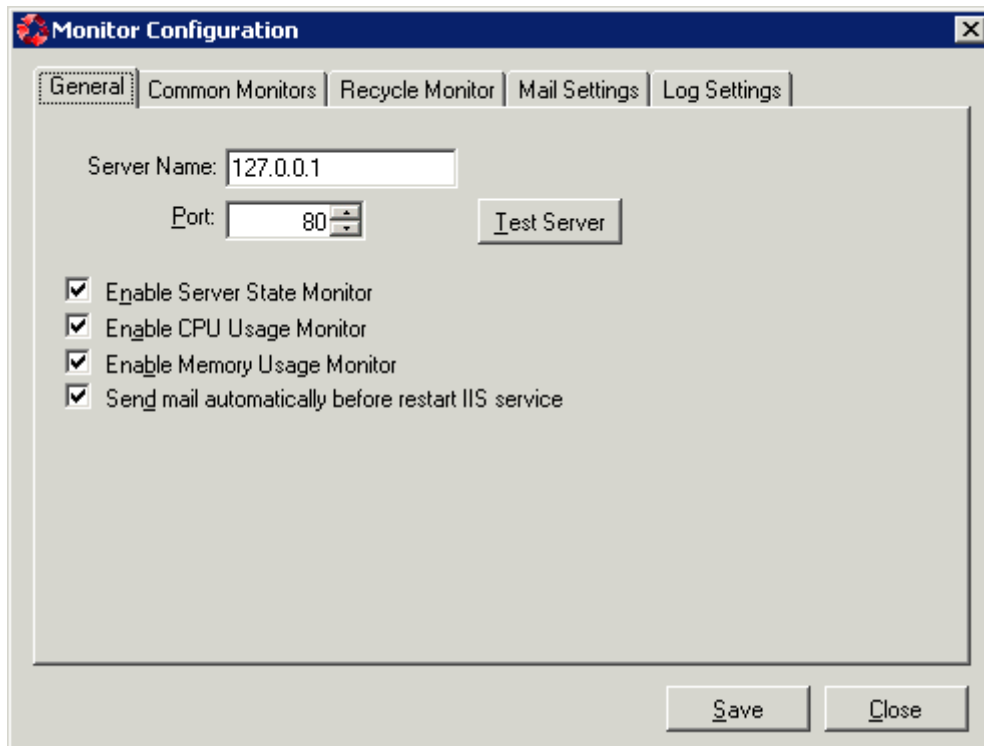 Monitor Configuration
General Common Monitors Recycle Monitor Mail Settings Log Settings
Server Name: 127.0.0.1
Port: 80 Test Server
Enable Server State Monitor
Enable CPU Usage Monitor
Enable Memory Usage Monitor
Send mail automatically before restart IIS service
Save Close